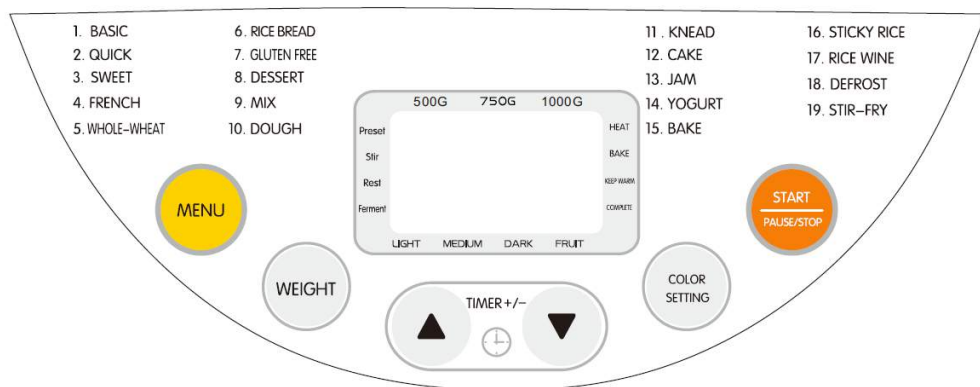 1. BASIC
2. QUICK
3. SWEET
4. FRENCH
5. WHOLE-WHEAT
6. RICE BREAD
7. GLUTEN FREE
8. DESSERT
9. MIX
10. DOUGH
11 . KNEAD
12. CAKE
13. JAM
14. YOGURT
15. BAKE
16. STICKY RICE
17. RICE WINE
18. DEFROST
19. STIR-FRY
500G 750G 1000G
Preset
Stir
Rest
Ferment
HEAT
BAKE
KEEP WARM
COMPLETE
LIGHT MEDIUM DARK FRUIT
MENU
WEIGHT
TIMER+/-
COLOR
SETTING
START
PAUSE/STOP